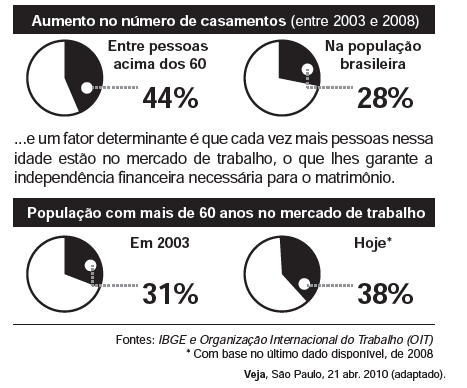 Aumento no número de casamentos (entre 2003 e 2008)
Entre pessoas
acima dos 60
44%
Na população
brasileira
28%
...e um fator determinante é que cada vez mais pessoas nessa
idade estão no mercado de trabalho, o que lhes garante a
independência financeira necessária para o matrimônio.
População com mais de 60 anos no mercado de trabalho
Em 2003
31%
Hoje*
38%
Fontes: IBGE e Organização Internacional do Trabalho (OIT)
* Com base no último dado disponível, de 2008
Veja, São Paulo, 21 abr. 2010 (adaptado).